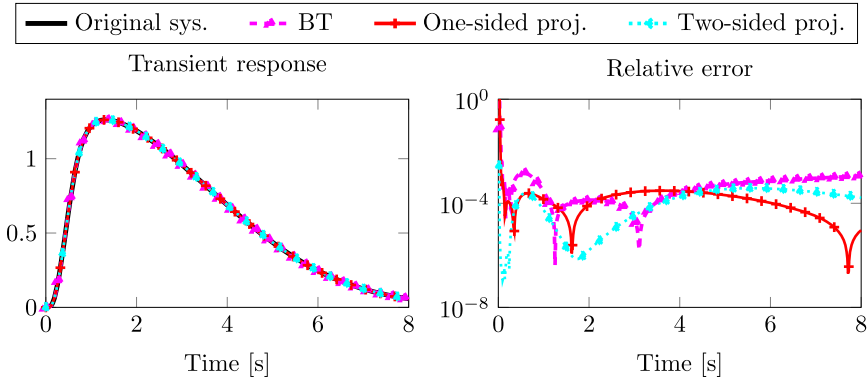 Original sys. BT One-sided proj. Two-sided proj.
Transient response
Relative error
1
0.5
0
0 2 4 6 8
Time [s]
10^0
10^−4
10^−8
0 2 4 6 8
Time [s]